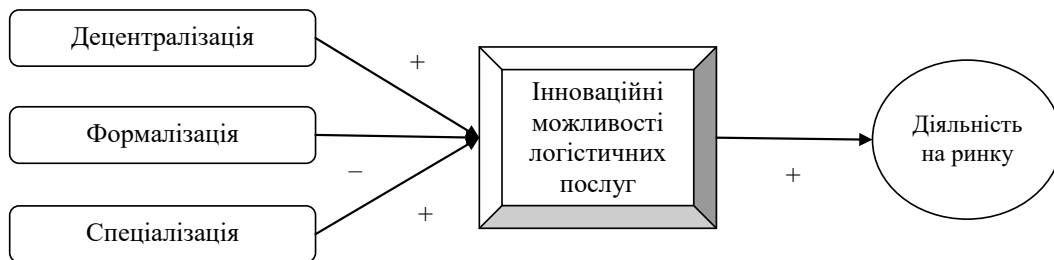 Децентралізація
+
Формалізація
−
Спеціалізація
+
Інноваційні
можливості
логістичних
послуг
+
Діяльність
на ринку